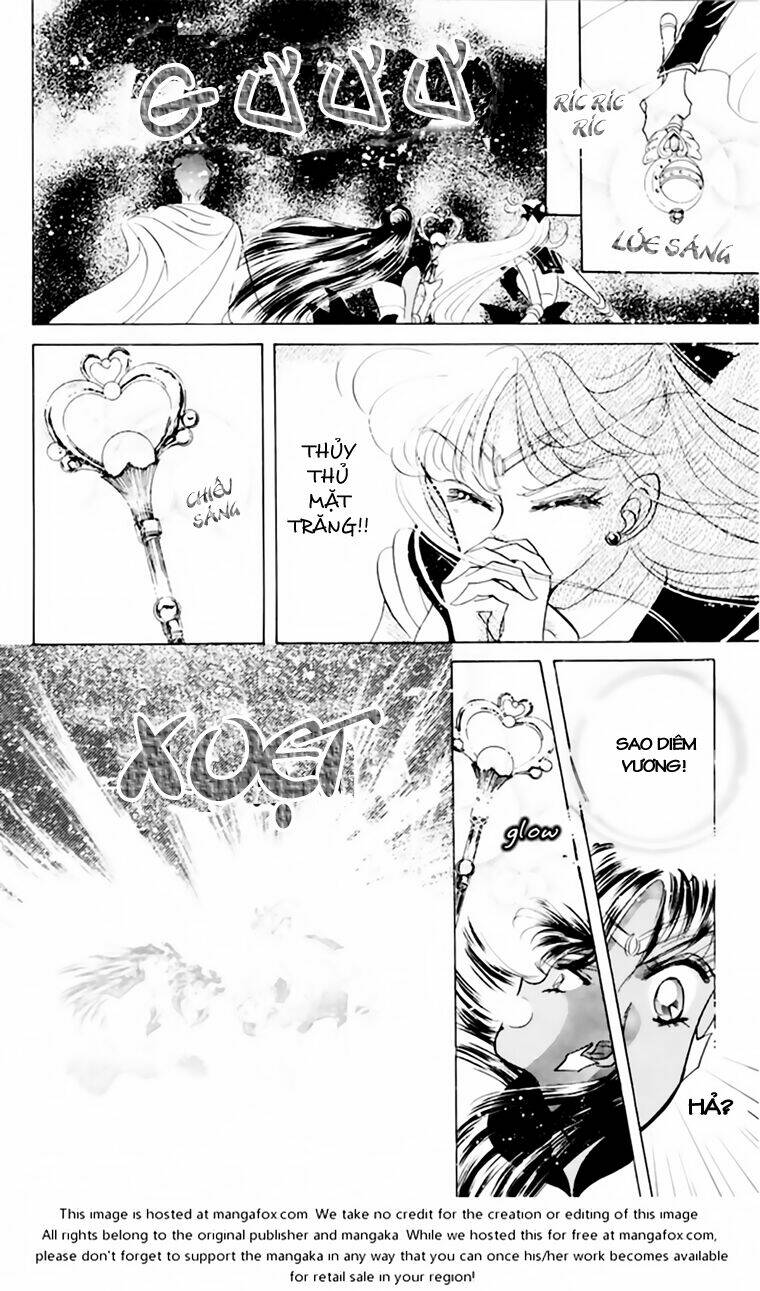 GỪỪỪ
RÍC RÍC
RÍC
LÓE SÁNG
CHIẾU
SÁNG
THỦY
THỦ
MẶT
TRĂNG!!
XOẸT
glow
SAO DIÊM
VƯƠNG!
HẢ?
This image is hosted at mangafox.com We take no credit for the creation or editing of this image
All rights belong to the original publisher and mangaka While we hosted this for free at mangafox.com,
please don't forget to support the mangaka in any way that you can once his/her work becomes available
for retail sale in your region!